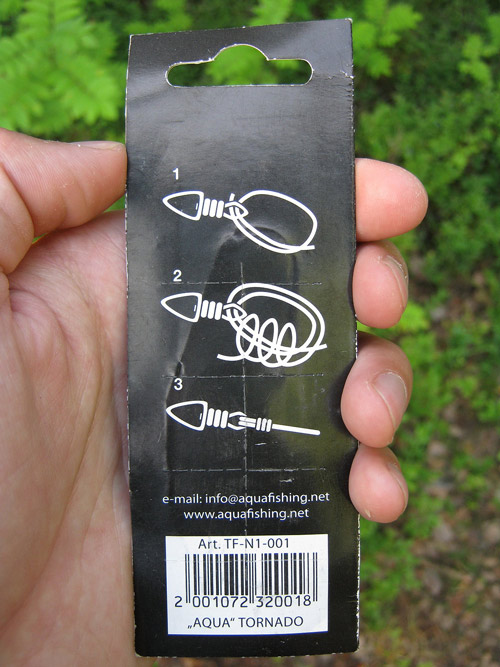 1
2
3
e-mail: info@aquafishing.net
www.aquafishing.net
Art. TF-N1-001
2 001072 320018
„AQUA“ TORNADO